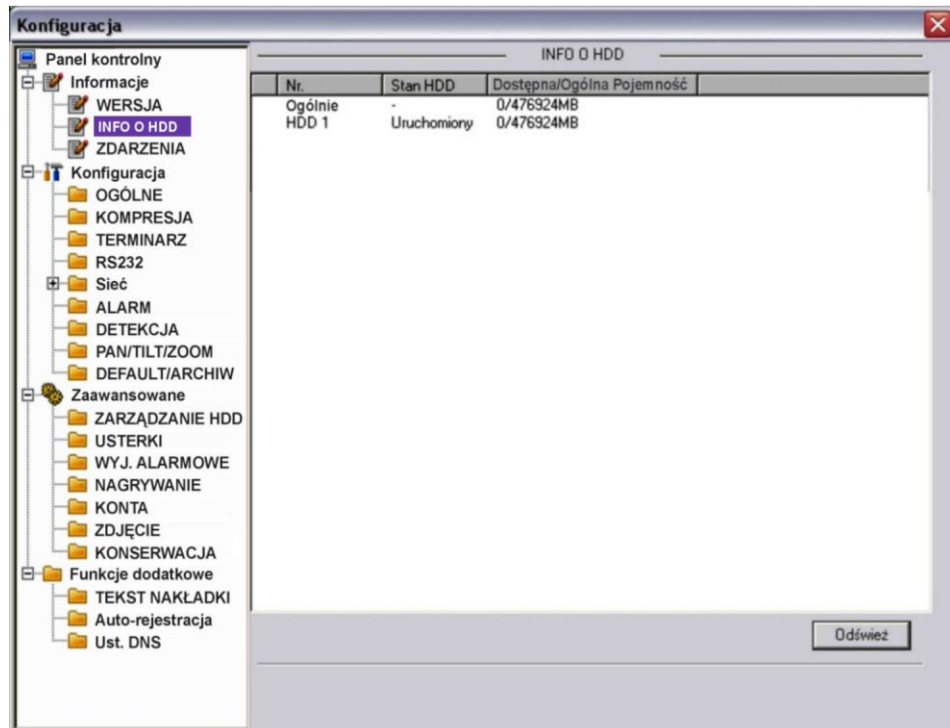 Konfiguracja
Panel kontrolny
Informacje
WERSJA
INFO O HDD
ZDARZENIA
Konfiguracja
OGÓLNE
KOMPRESJA
TERMINARZ
RS232
Sieć
ALARM
DETEKCJA
PAN/TILT/ZOOM
DEFAULT/ARCHIW
Zaawansowane
ZARZĄDZANIE HDD
USTERKI
WYJ. ALARMOWE
NAGRYWANIE
KONTA
ZDJĘCIE
KONSERWACJA
Funkcje dodatkowe
TEKST NAKŁADKI
Auto-rejestracja
Ust. DNS
INFO O HDD
Nr. Stan HDD Dostępna/Ogólna Pojemność
Ogólnie - 0/476924MB
HDD 1 Uruchomiony 0/476924MB
Odśwież